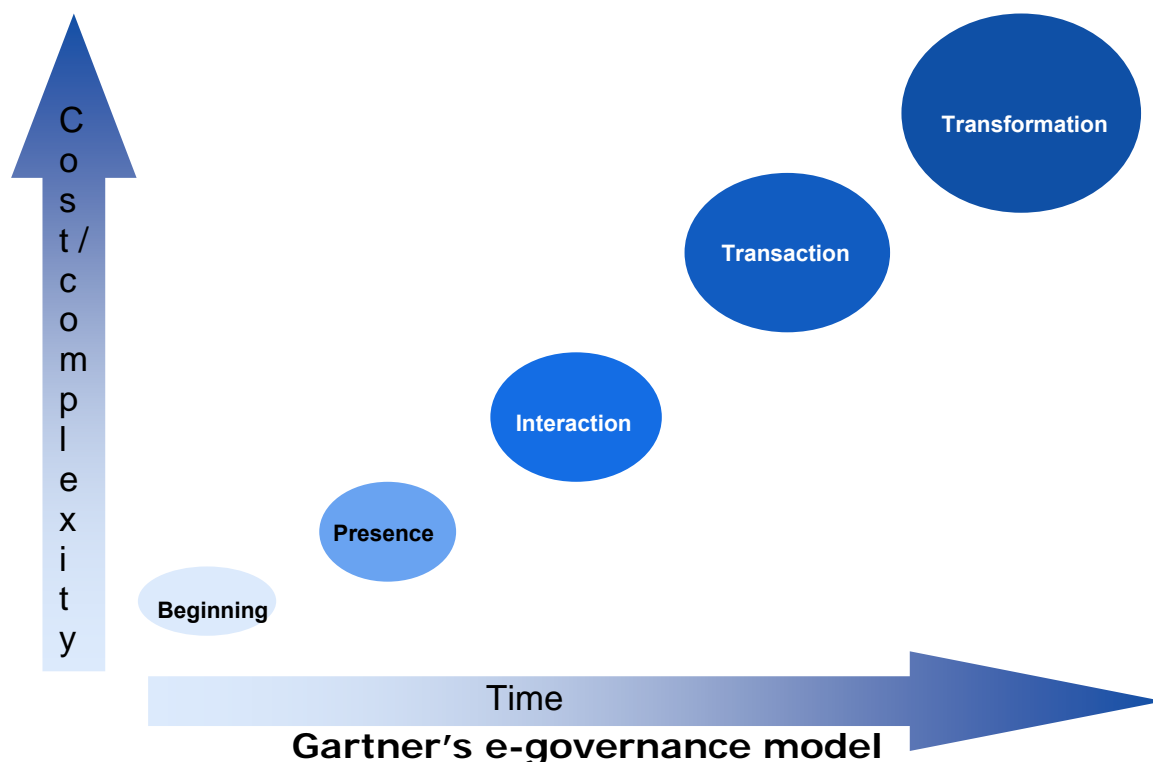 Cost/complexity
Transformation
Transaction
Interaction
Presence
Beginning
Time
Gartner's e-governance model